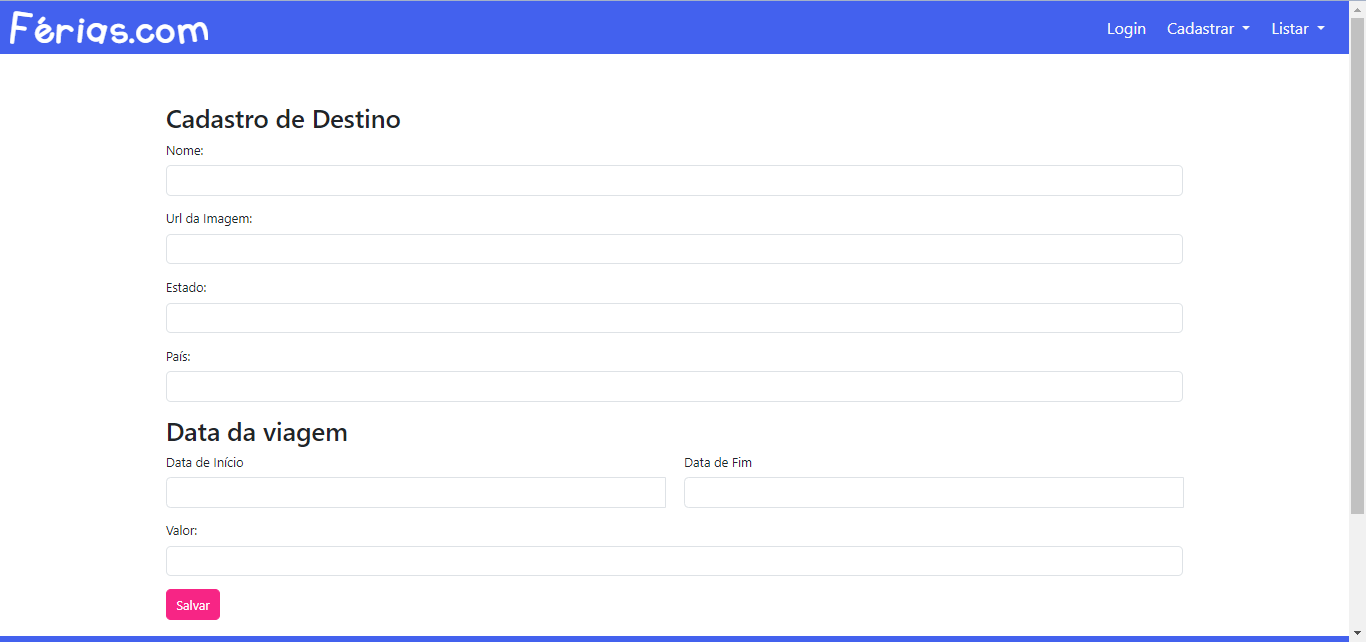 Férias.com
Login Cadastrar Listar
Cadastro de Destino
Nome:
Url da Imagem:
Estado:
País:
Data da viagem
Data de Início Data de Fim
Valor:
Salvar